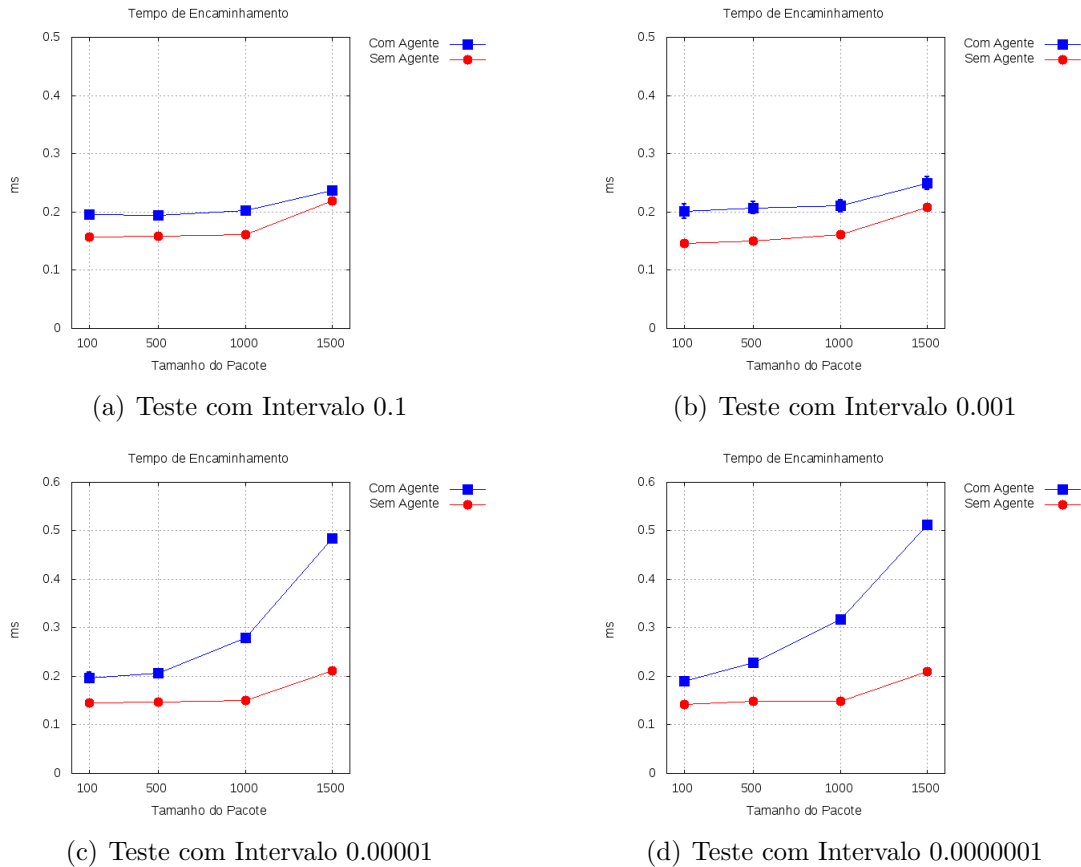 Tempo de Encaminhamento
Com Agente
Sem Agente
0.5
0.4
0.3
0.2
0.1
0
ms
100 500 1000 1500
Tamanho do Pacote
(a) Teste com Intervalo 0.1
Tempo de Encaminhamento
Com Agente
Sem Agente
0.5
0.4
0.3
0.2
0.1
0
ms
100 500 1000 1500
Tamanho do Pacote
(b) Teste com Intervalo 0.001
Tempo de Encaminhamento
Com Agente
Sem Agente
0.6
0.5
0.4
0.3
0.2
0.1
0
ms
100 500 1000 1500
Tamanho do Pacote
(c) Teste com Intervalo 0.00001
Tempo de Encaminhamento
Com Agente
Sem Agente
0.6
0.5
0.4
0.3
0.2
0.1
0
ms
100 500 1000 1500
Tamanho do Pacote
(d) Teste com Intervalo 0.0000001